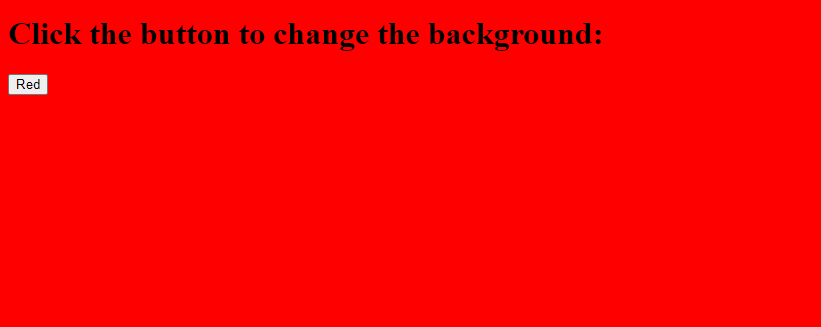 Click the button to change the background:
Red